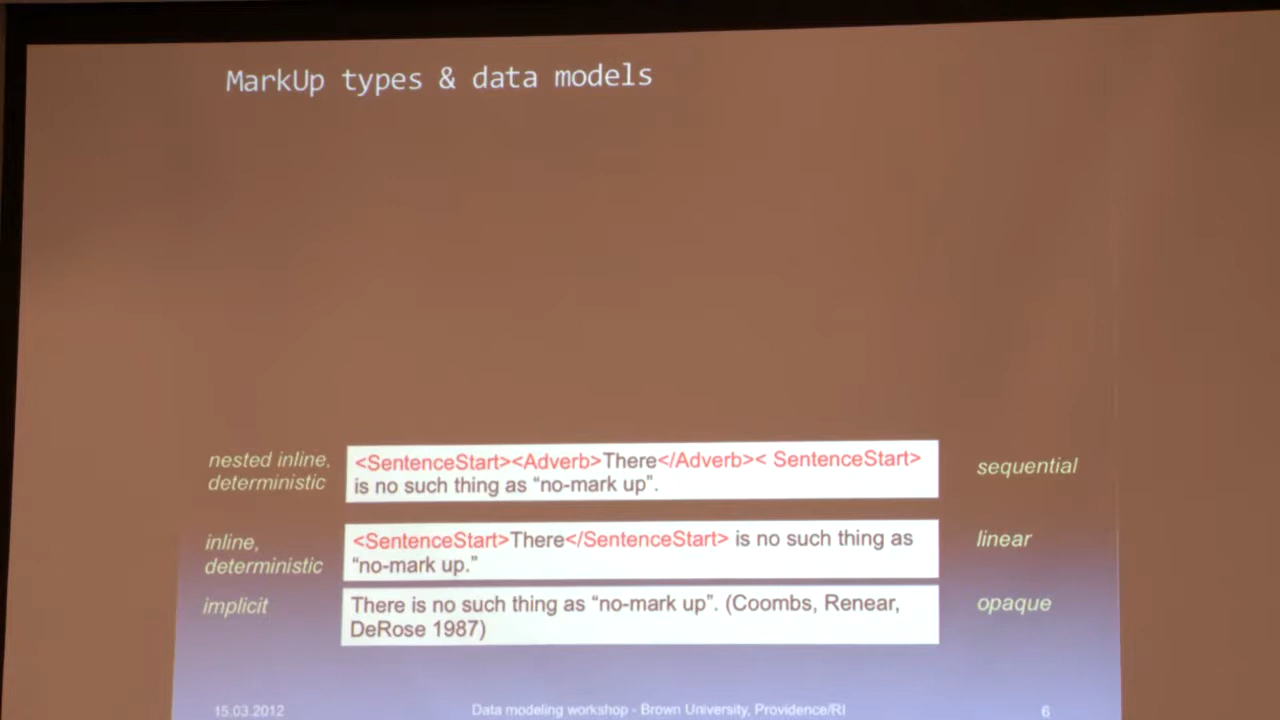 MarkUp types & data models
nested inline,
deterministic
<SentenceStart><Adverb>There</Adverb>< SentenceStart>
is no such thing as “no-mark up”.
sequential
inline,
deterministic
<SentenceStart>There</SentenceStart> is no such thing as
“no-mark up.”
linear
implicit
There is no such thing as “no-mark up”. (Coombs, Renear,
DeRose 1987)
opaque
15.03.2012
Data modeling workshop - Brown University, Providence/RI
6